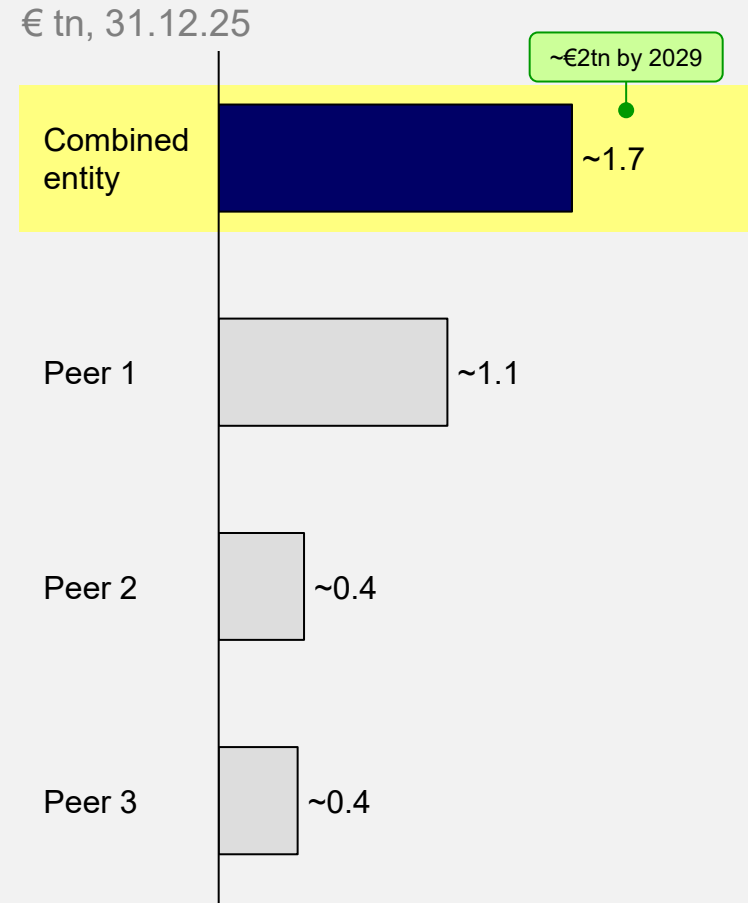 € tn, 31.12.25
~€2tn by 2029
Combined
entity
~1.7
Peer 1
~1.1
Peer 2
~0.4
Peer 3
~0.4